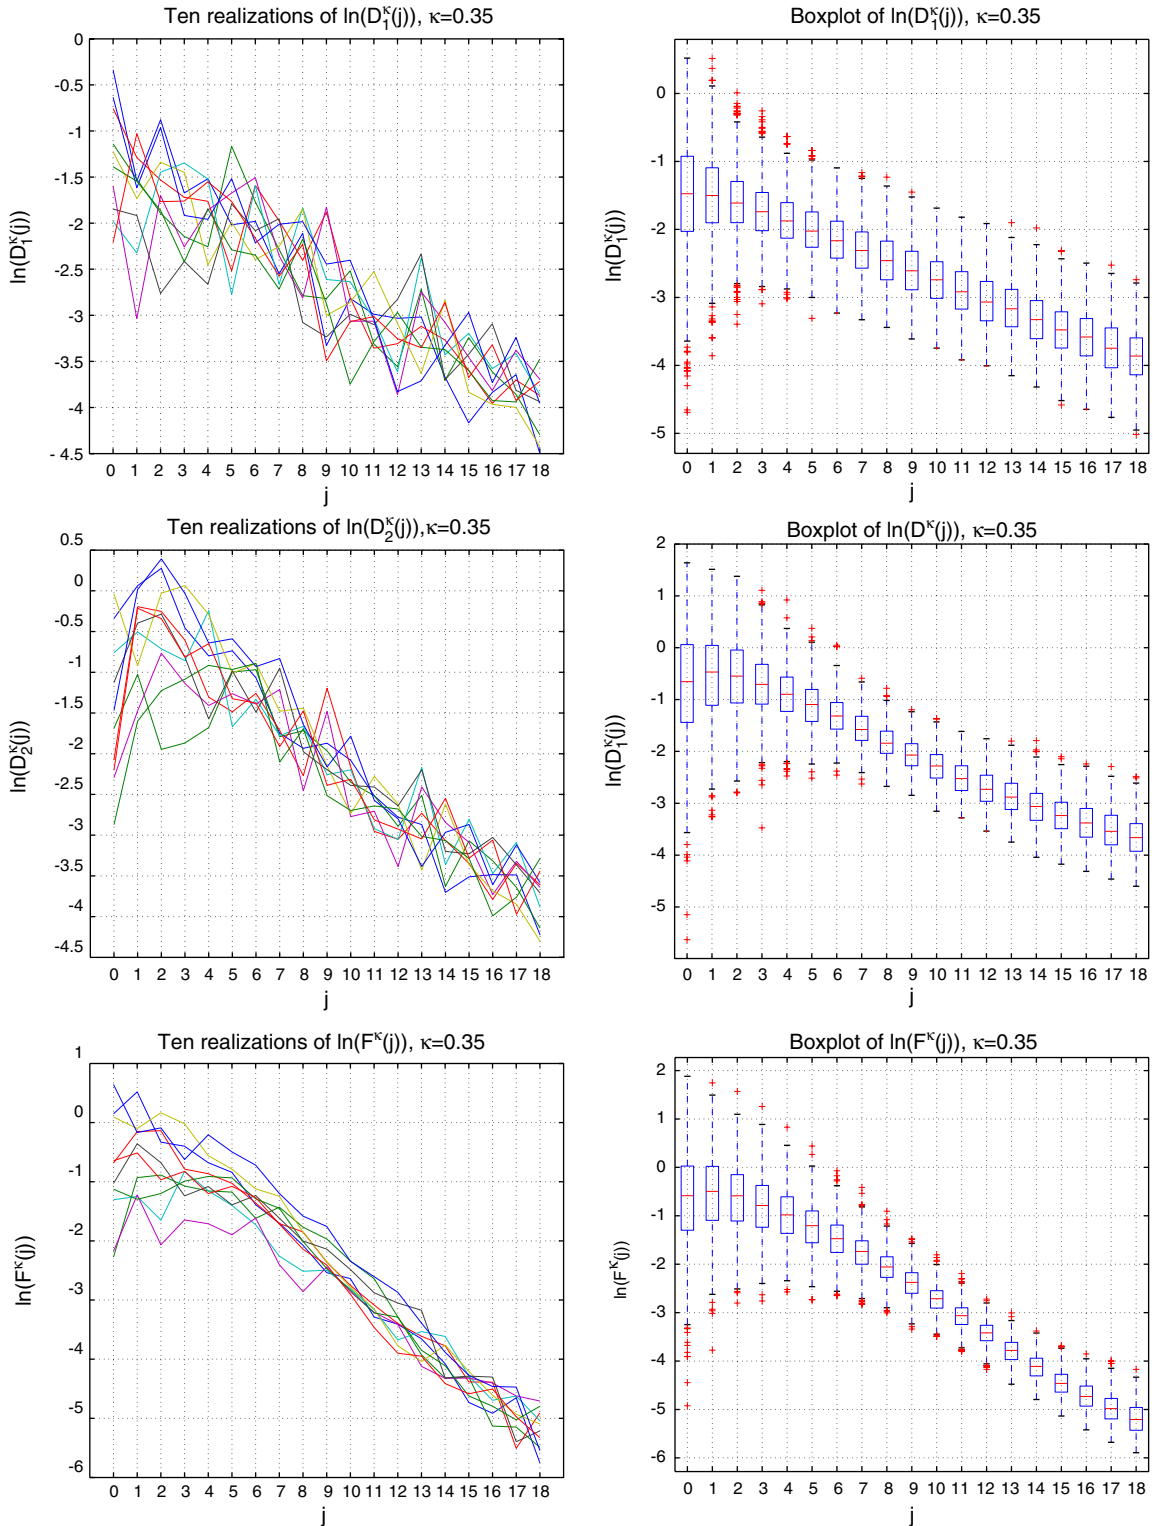 Ten realizations of ln(D₁^κ(j)), κ=0.35
0
-0.5
-1
-1.5
-2
-2.5
-3
-3.5
-4
-4.5
ln(D₁^κ(j))
0 1 2 3 4 5 6 7 8 9 10 11 12 13 14 15 16 17 18
j
Boxplot of ln(D₁^κ(j)), κ=0.35
0
-1
-2
-3
-4
-5
ln(D₁^κ(j))
0 1 2 3 4 5 6 7 8 9 10 11 12 13 14 15 16 17 18
j
Ten realizations of ln(D₂^κ(j)),κ=0.35
0.5
0
-0.5
-1
-1.5
-2
-2.5
-3
-3.5
-4
-4.5
ln(D₂^κ(j))
0 1 2 3 4 5 6 7 8 9 10 11 12 13 14 15 16 17 18
j
Boxplot of ln(D^κ(j)), κ=0.35
2
1
0
-1
-2
-3
-4
-5
ln(D₁^κ(j))
0 1 2 3 4 5 6 7 8 9 10 11 12 13 14 15 16 17 18
j
Ten realizations of ln(F^κ(j)), κ=0.35
1
0
-1
-2
-3
-4
-5
-6
ln(F^κ(j))
0 1 2 3 4 5 6 7 8 9 10 11 12 13 14 15 16 17 18
j
Boxplot of ln(F^κ(j)), κ=0.35
2
1
0
-1
-2
-3
-4
-5
-6
ln(F^κ(j))
0 1 2 3 4 5 6 7 8 9 10 11 12 13 14 15 16 17 18
j